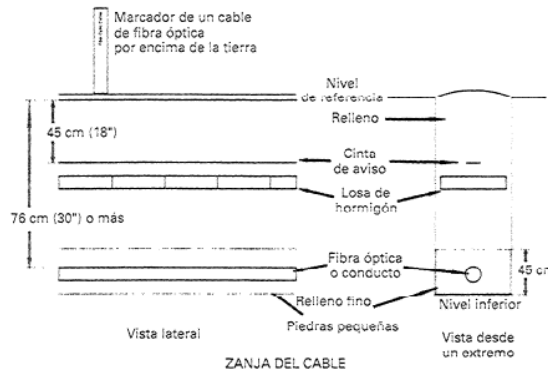 Marcador de un cable
de fibra óptica
por encima de la tierra
Nivel
de referencia
Relleno
45 cm (18")
Cinta
de aviso
Losa de
hormigón
76 cm (30") o más
Fibra óptica
o conducto
45 cm
Relleno fino
Nivel inferior
Piedras pequeñas
Vista lateral
Vista desde
un extremo
ZANJA DEL CABLE